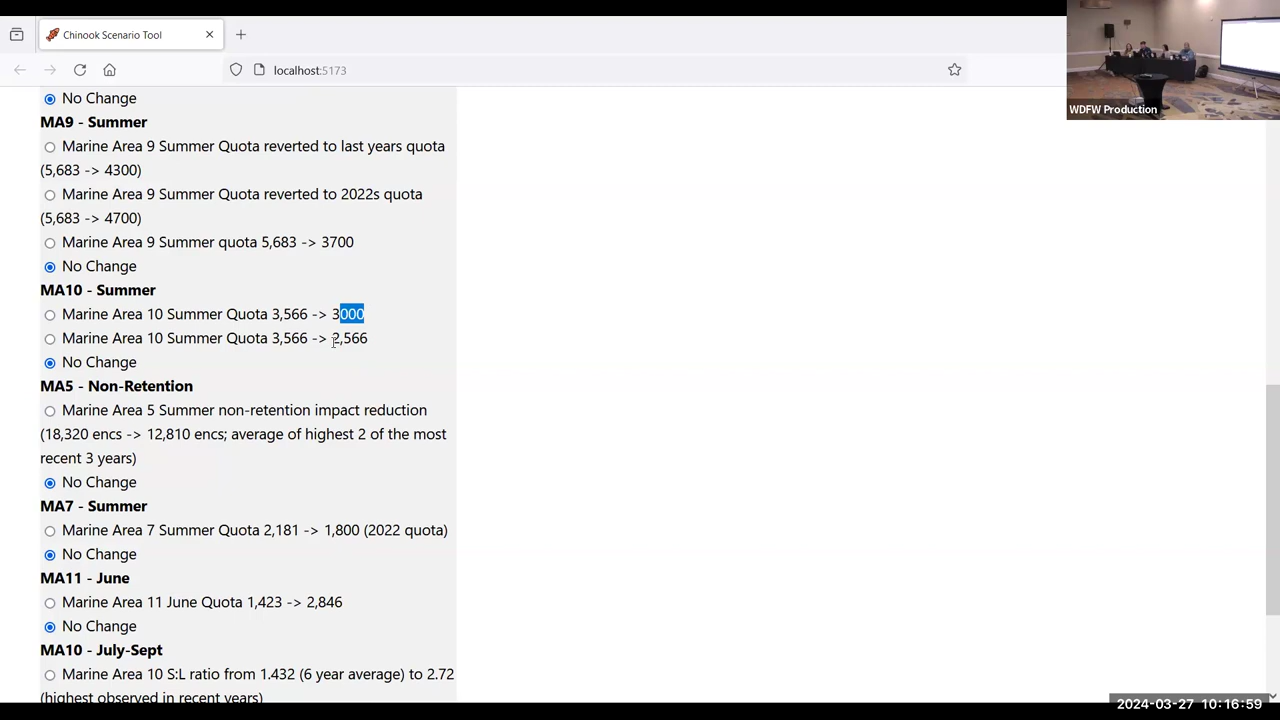 Chinook Scenario Tool
localhost:5173
WDFW Production
No Change
MA9 - Summer
Marine Area 9 Summer Quota reverted to last years quota
(5,683 -> 4300)
Marine Area 9 Summer Quota reverted to 2022s quota
(5,683 -> 4700)
Marine Area 9 Summer quota 5,683 -> 3700
No Change
MA10 - Summer
Marine Area 10 Summer Quota 3,566 -> 3000
Marine Area 10 Summer Quota 3,566 -> 2,566
No Change
MA5 - Non-Retention
Marine Area 5 Summer non-retention impact reduction
(18,320 encs -> 12,810 encs; average of highest 2 of the most
recent 3 years)
No Change
MA7 - Summer
Marine Area 7 Summer Quota 2,181 -> 1,800 (2022 quota)
No Change
MA11 - June
Marine Area 11 June Quota 1,423 -> 2,846
No Change
MA10 - July-Sept
Marine Area 10 S:L ratio from 1.432 (6 year average) to 2.72
(highest observed in recent years)
2024-03-27 10:16:59